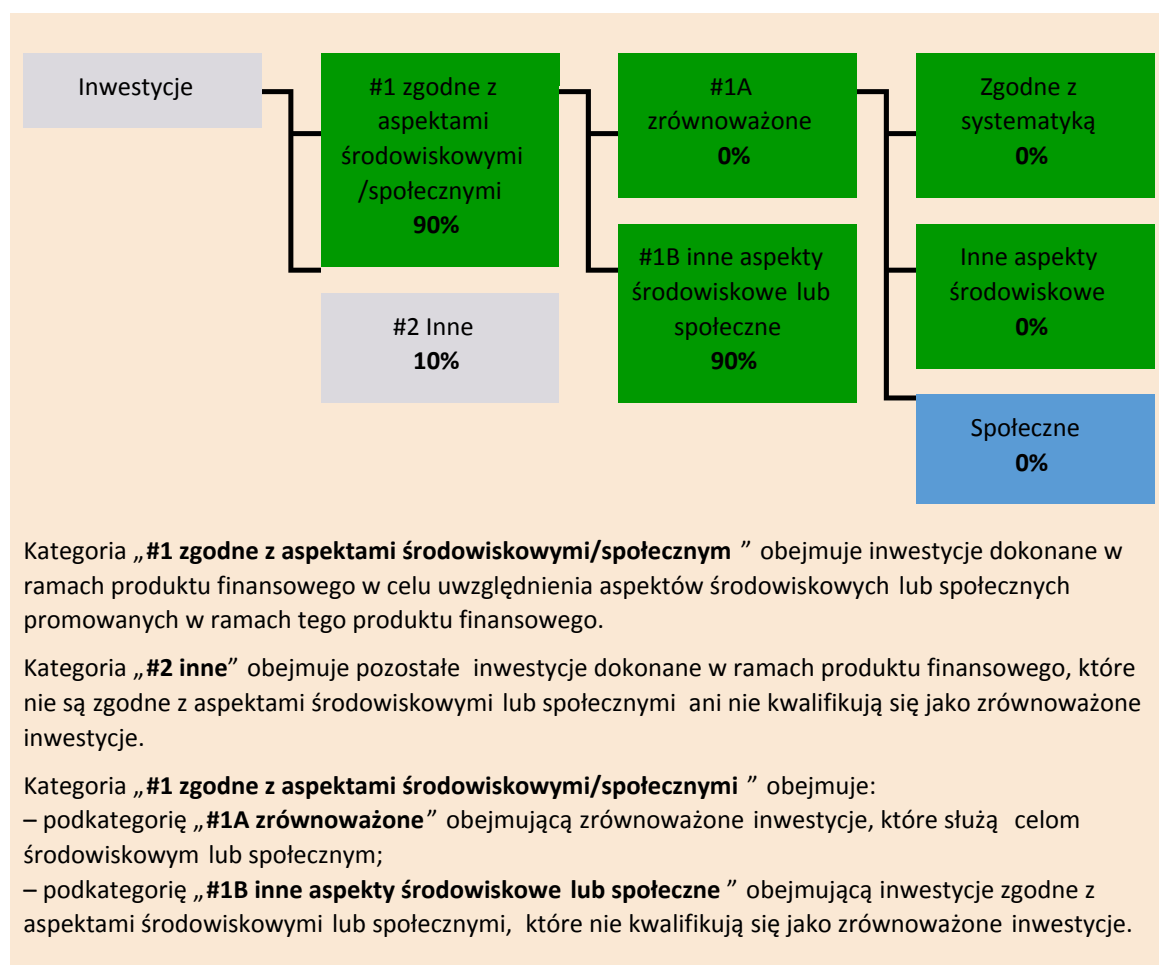 Inwestycje
#1 zgodne z
aspektami
środowiskowymi
/społecznymi
90%
#2 Inne
10%
#1A
zrównoważone
0%
#1B inne aspekty
środowiskowe lub
społeczne
90%
Zgodne z
systematyką
0%
Inne aspekty
środowiskowe
0%
Społeczne
0%
Kategoria „#1 zgodne z aspektami środowiskowymi/społecznym ” obejmuje inwestycje dokonane w
ramach produktu finansowego w celu uwzględnienia aspektów środowiskowych lub społecznych
promowanych w ramach tego produktu finansowego.
Kategoria „#2 inne” obejmuje pozostałe inwestycje dokonane w ramach produktu finansowego, które
nie są zgodne z aspektami środowiskowymi lub społecznymi ani nie kwalifikują się jako zrównoważone
inwestycje.
Kategoria „#1 zgodne z aspektami środowiskowymi/społecznymi ” obejmuje:
– podkategorię „#1A zrównoważone” obejmującą zrównoważone inwestycje, które służą celom
środowiskowym lub społecznym;
– podkategorię „#1B inne aspekty środowiskowe lub społeczne ” obejmującą inwestycje zgodne z
aspektami środowiskowymi lub społecznymi, które nie kwalifikują się jako zrównoważone inwestycje.